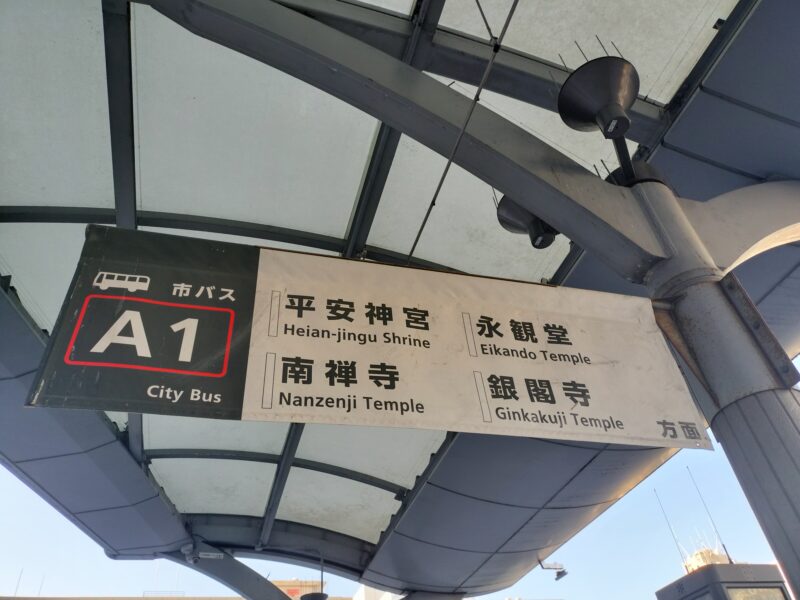 市バス
A1
City Bus
平安神宮
Heian-jingu Shrine
南禅寺
Nanzenji Temple
永観堂
Eikando Temple
銀閣寺
Ginkakuji Temple
方面